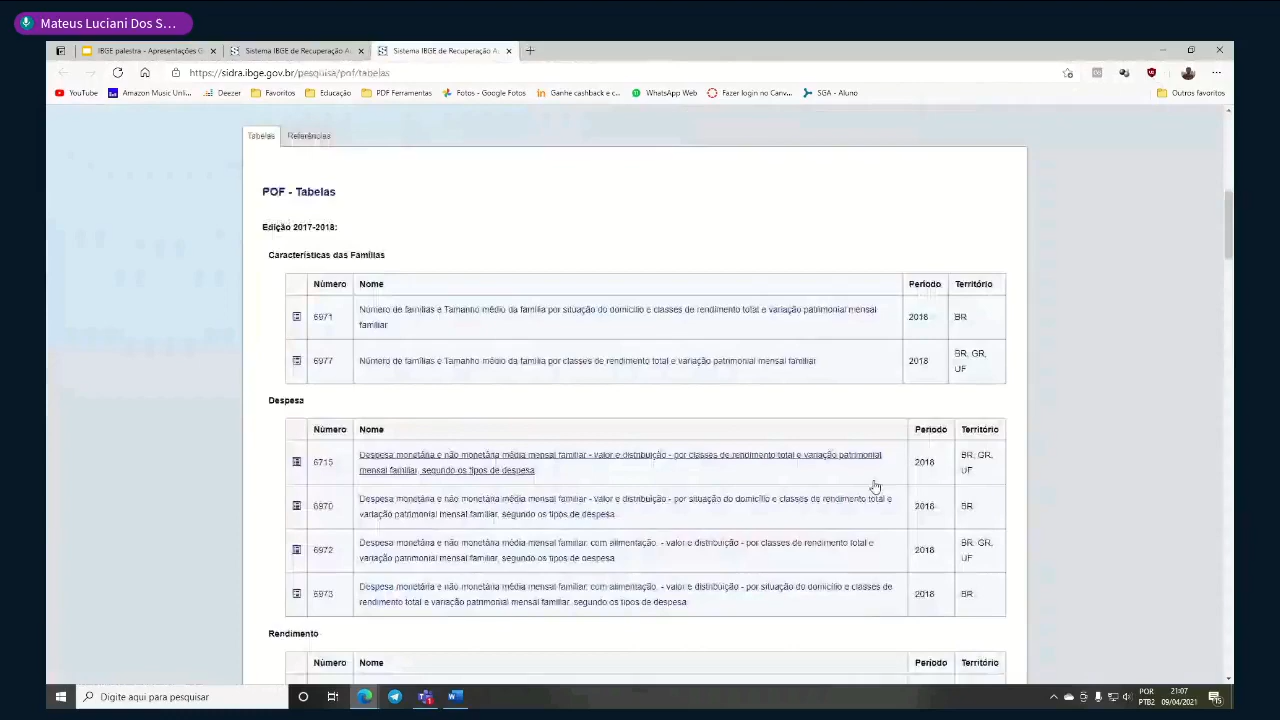 Mateus Luciani Dos S...
IBGE palestra - Apresentações G
Sistema IBGE de Recuperação Au
Sistema IBGE de Recuperação Au
https://sidra.ibge.gov.br/pesquisa/pof/tabelas
YouTube
Amazon Music Unli...
Deezer
Favoritos
Educação
PDF Ferramentas
Fotos - Google Fotos
Ganhe cashback e c...
WhatsApp Web
Fazer login no Canv...
SGA - Aluno
Outros favoritos
Tabelas
Referências
POF - Tabelas
Edição 2017-2018:
Características das Famílias
Número Nome Período Território
6971 Número de famílias e Tamanho médio da família por situação do domicílio e classes de rendimento total e variação patrimonial mensal
familiar 2018 BR
6977 Número de famílias e Tamanho médio da família por classes de rendimento total e variação patrimonial mensal familiar 2018 BR, GR,
UF
Despesa
Número Nome Período Território
6715 Despesa monetária e não monetária média mensal familiar - valor e distribuição - por classes de rendimento total e variação patrimonial
mensal familiar, segundo os tipos de despesa 2018 BR, GR,
UF
6970 Despesa monetária e não monetária média mensal familiar - valor e distribuição - por situação do domicílio e classes de rendimento total e
variação patrimonial mensal familiar, segundo os tipos de despesa 2018 BR
6972 Despesa monetária e não monetária média mensal familiar, com alimentação, - valor e distribuição - por classes de rendimento total e
variação patrimonial mensal familiar, segundo os tipos de despesa 2018 BR, GR,
UF
6973 Despesa monetária e não monetária média mensal familiar, com alimentação, - valor e distribuição - por situação do domicílio e classes de
rendimento total e variação patrimonial mensal familiar, segundo os tipos de despesa 2018 BR
Rendimento
Número Nome Período Território
Digite aqui para pesquisar
POR
PTB2
21:07
09/04/2021